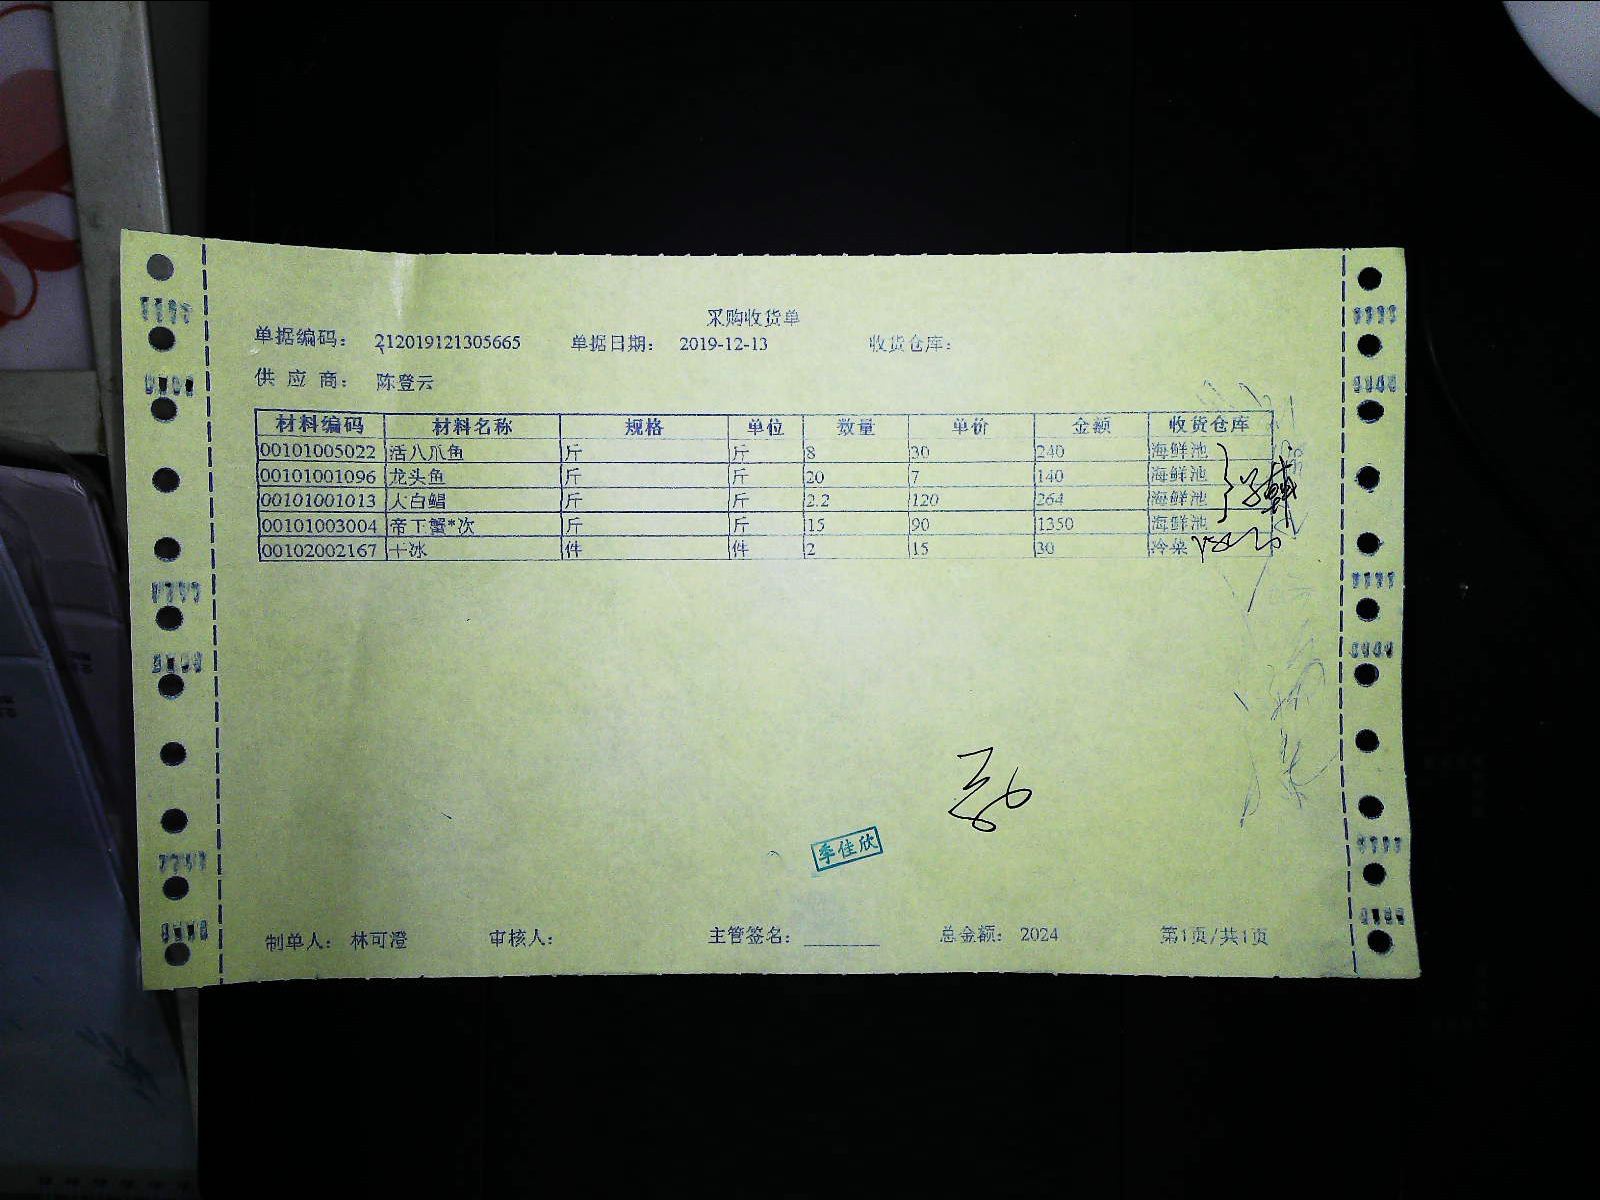 采购收货单
单据编码： 212019121305665 单据日期： 2019-12-13 收货仓库：
供 应 商： 陈登云
材料编码 材料名称 规格 单位 数量 单价 金额 收货仓库
00101005022 活八爪鱼 斤 斤 8 30 240 海鲜池
00101001096 龙头鱼 斤 斤 20 7 140 海鲜池
00101001013 大白鲳 斤 斤 2.2 120 264 海鲜池
00101003004 帝王蟹*次 斤 斤 15 90 1350 海鲜池
00102002167 干冰 件 件 2 15 30 冷菜
季佳欣
制单人： 林可澄 审核人： 主管签名： 总金额： 2024 第1页/共1页